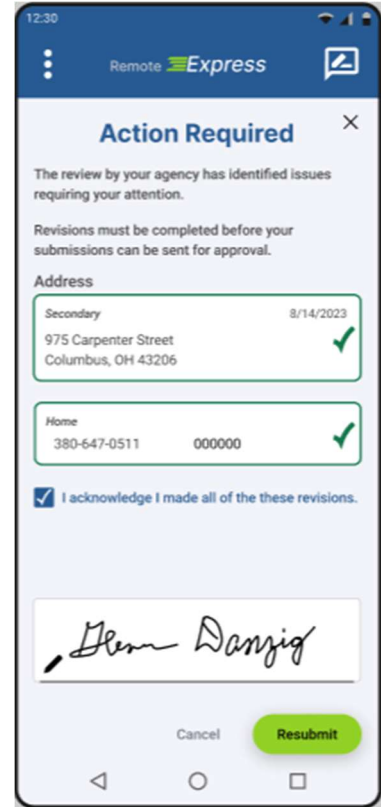 12:30
Remote Express
Action Required
The review by your agency has identified issues
requiring your attention.
Revisions must be completed before your
submissions can be sent for approval.
Address
Secondary 8/14/2023
975 Carpenter Street
Columbus, OH 43206
Home
380-647-0511 000000
I acknowledge I made all of the these revisions.
Glenn Danzig
Cancel Resubmit